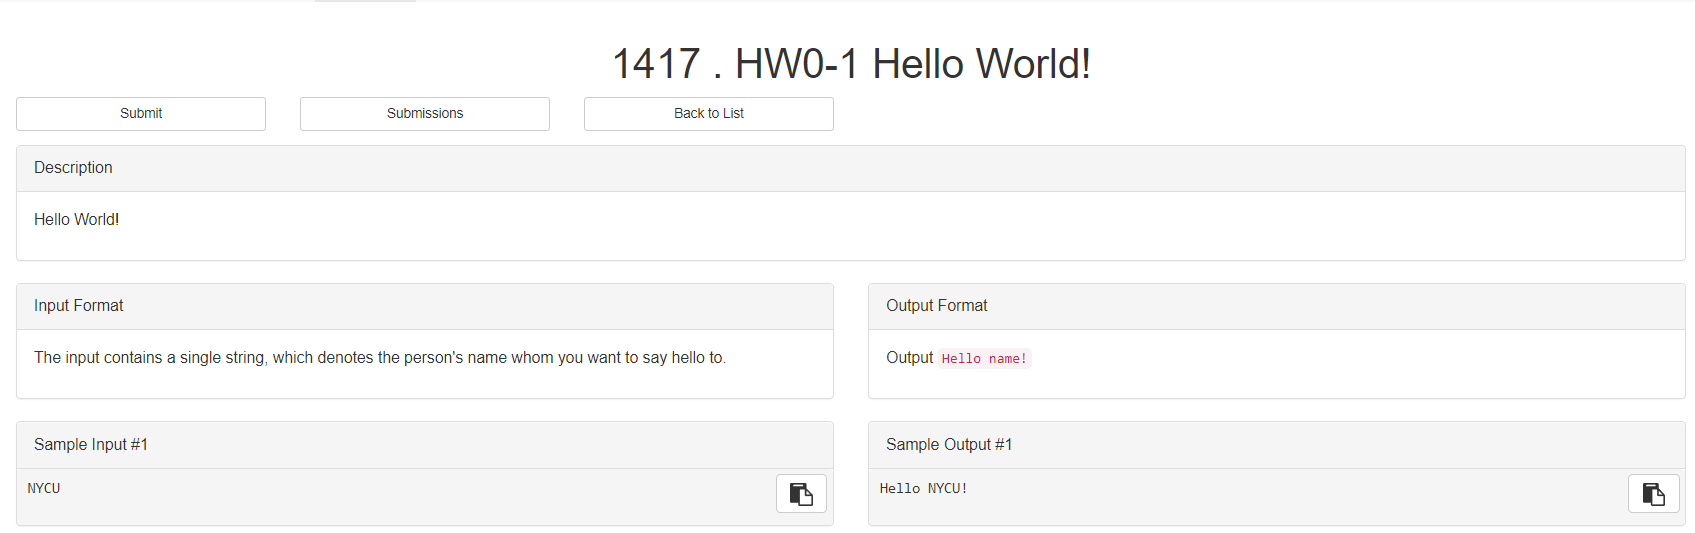 1417 . HW0-1 Hello World!
Submit
Submissions
Back to List
Description
Hello World!
Input Format
The input contains a single string, which denotes the person's name whom you want to say hello to.
Output Format
Output Hello name!
Sample Input #1
NYCU
Sample Output #1
Hello NYCU!